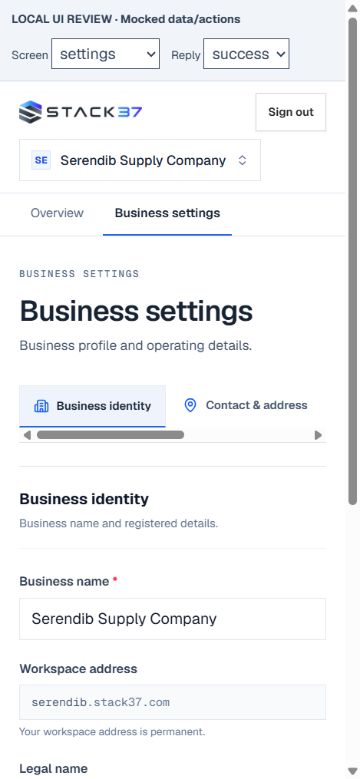 LOCAL UI REVIEW · Mocked data/actions
Screen settings Reply success
STACK37 Sign out
SE Serendib Supply Company
Overview Business settings
BUSINESS SETTINGS
Business settings
Business profile and operating details.
Business identity Contact & address
Business identity
Business name and registered details.
Business name *
Serendib Supply Company
Workspace address
serendib.stack37.com
Your workspace address is permanent.
Legal name